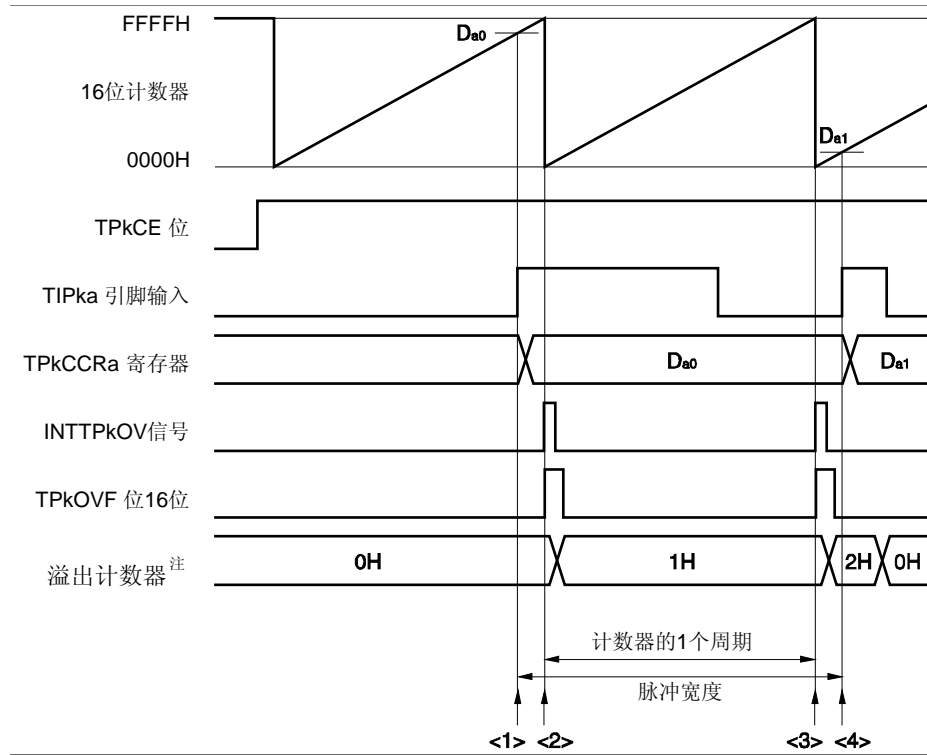 FFFFH
Da0
16位计数器
Da1
0000H
TPkCE 位
TIPka 引脚输入
TPkCCRa 寄存器
Da0
Da1
INTTPkOV信号
TPkOVF 位16位
溢出计数器注
0H
1H
2H
0H
计数器的1个周期
脉冲宽度
<1>
<2>
<3>
<4>